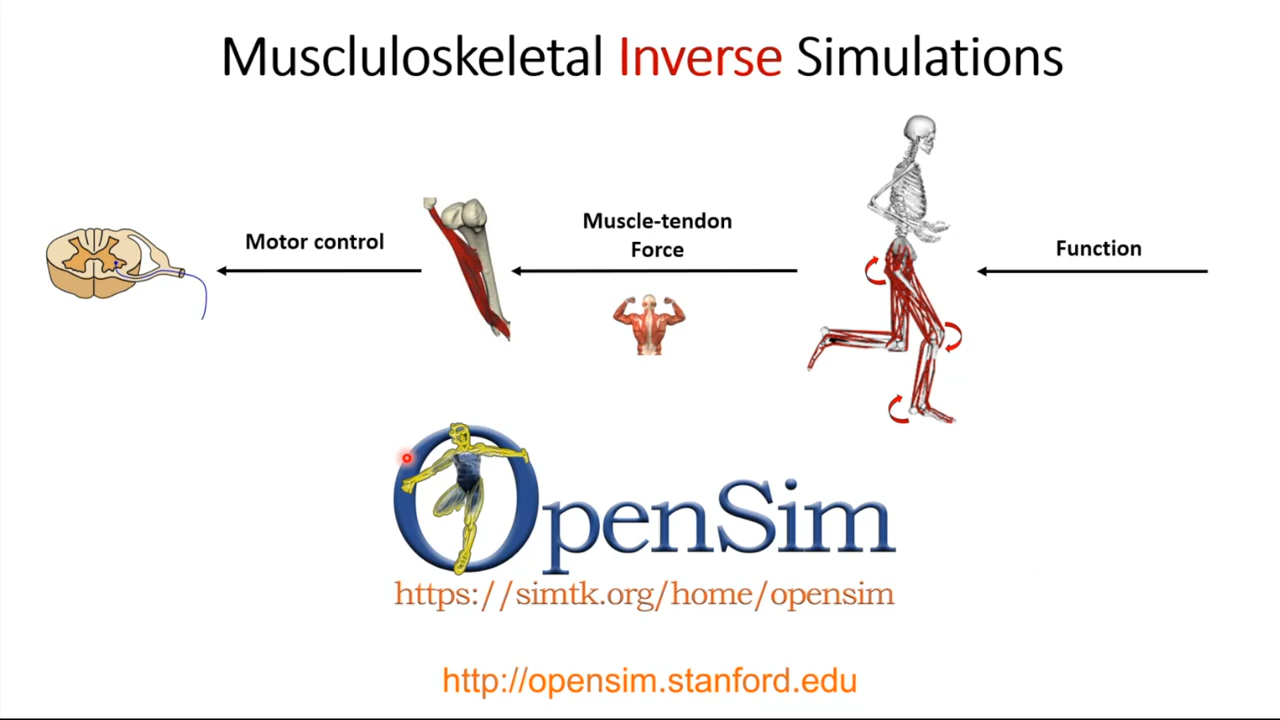 Muscluloskeletal Inverse Simulations
Motor control
Muscle-tendon
Force
Function
OpenSim
https://simtk.org/home/opensim
http://opensim.stanford.edu